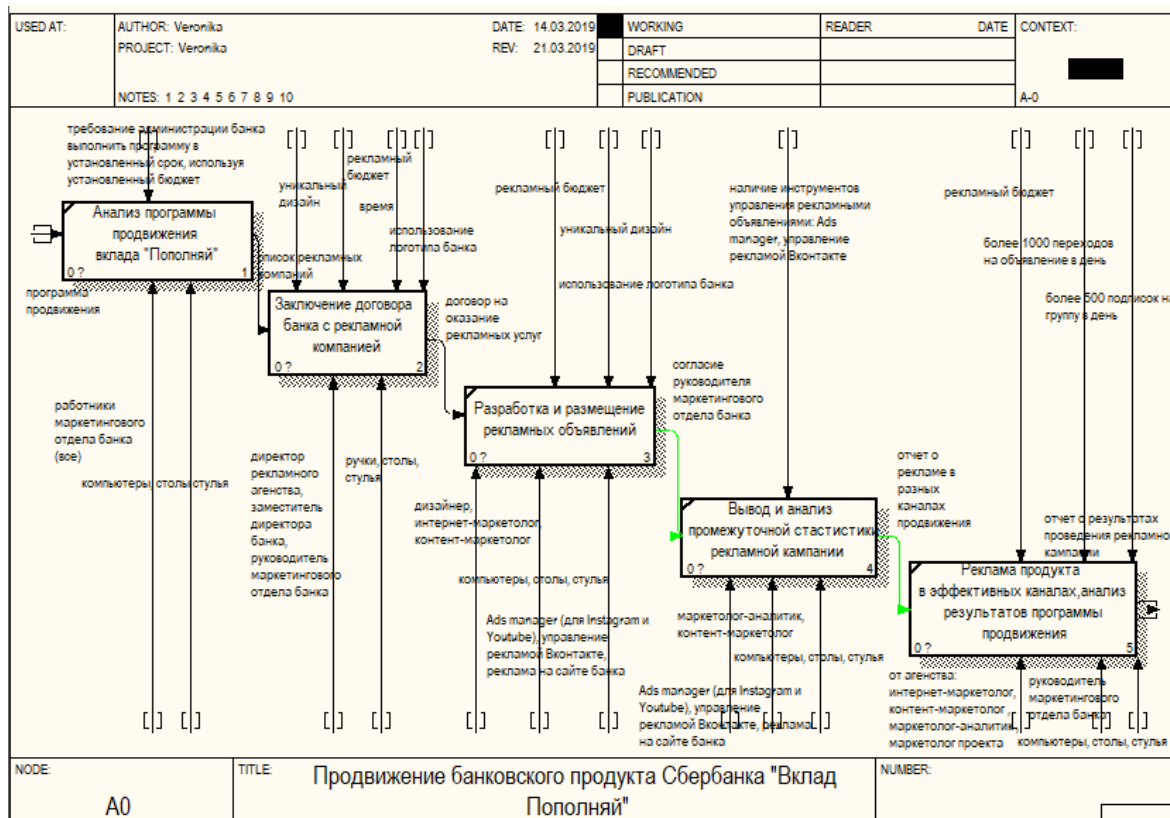 USED AT:
AUTHOR: Veronika
DATE: 14.03.2019
WORKING
READER
DATE
CONTEXT:
PROJECT: Veronika
REV: 21.03.2019
DRAFT
RECOMMENDED
NOTES: 1 2 3 4 5 6 7 8 9 10
PUBLICATION
A-0
требование администрации банка
выполнить программу в
установленный срок, используя
установленный бюджет
уникальный
дизайн
рекламный
бюджет
время
использование
логотипа банка
рекламный бюджет
уникальный дизайн
использование логотипа банка
наличие инструментов
управления рекламными
объявлениями: Ads
manager, управление
рекламой Вконтакте
рекламный бюджет
более 1000 переходов
на объявление в день
более 500 подписок на
группу в день
Анализ программы
продвижения
вклада "Пополняй"
0 ?
1
программа
продвижения
список рекламных
компаний
Заключение договора
банка с рекламной
компанией
0 ?
2
договор на
оказание
рекламных услуг
Разработка и размещение
рекламных объявлений
0 ?
3
согласие
руководителя
маркетингового
отдела банка
Вывод и анализ
промежуточной стастистики
рекламной кампании
0 ?
4
отчет о
рекламе в
разных
каналах
продвижения
Реклама продукта
в эффективных каналах,анализ
результатов программы
продвижения
0 ?
5
отчет о результатах
проведения рекламно
кампании
работники
маркетингового
отдела банка
(все)
компьютеры, столы стулья
директор
рекламного
агенства,
заместитель
директора
банка,
руководитель
маркетингового
отдела банка
ручки, столы,
стулья
дизайнер,
интернет-маркетолог,
контент-маркетолог
компьютеры, столы, стулья
Ads manager (для Instagram и
Youtube), управление
рекламой Вконтакте,
реклама на сайте банка
маркетолог-аналитик,
контент-маркетолог
компьютеры, столы, стулья
Ads manager (для Instagram и
Youtube), управление
рекламой Вконтакте, реклама
на сайте банка
от агенства:
интернет-маркетолог,
контент-маркетолог ,
маркетолог-аналитик,
маркетолог проекта
руководитель
маркетингового
отдела банка
компьютеры, столы, стулья
NODE:
A0
TITLE:
Продвижение банковского продукта Сбербанка "Вклад
Пополняй"
NUMBER: